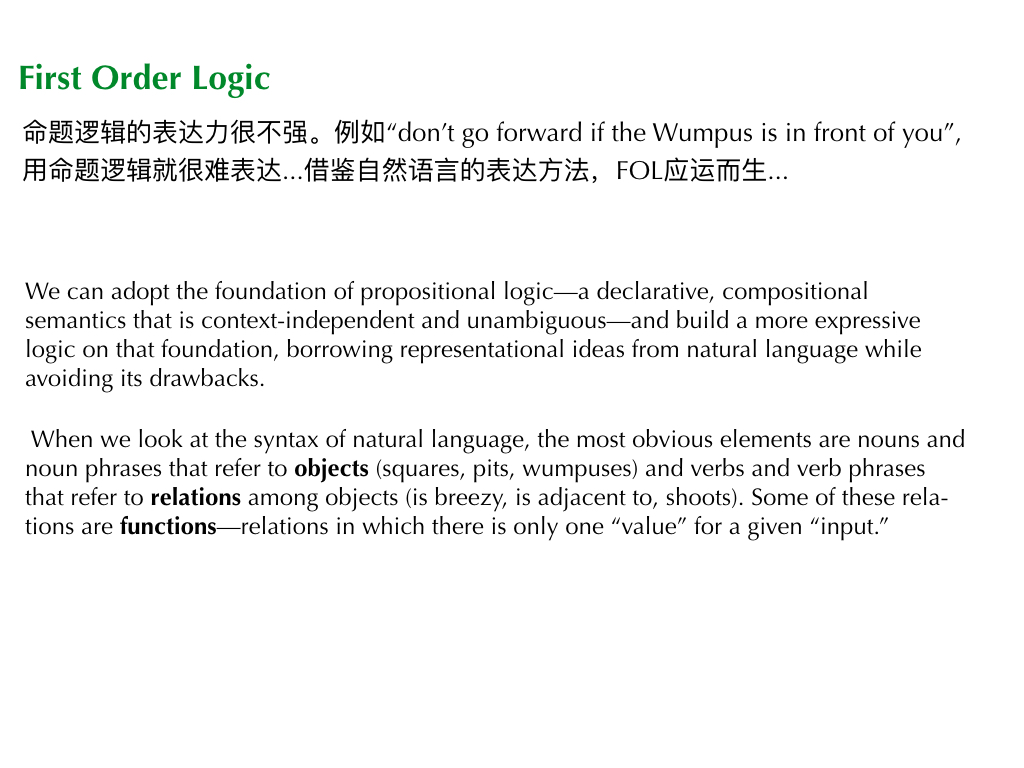 First Order Logic
命题逻辑的表达力很不强。例如“don’t go forward if the Wumpus is in front of you”,
用命题逻辑就很难表达...借鉴自然语言的表达方法，FOL应运而生...
We can adopt the foundation of propositional logic—a declarative, compositional
semantics that is context-independent and unambiguous—and build a more expressive
logic on that foundation, borrowing representational ideas from natural language while
avoiding its drawbacks.
When we look at the syntax of natural language, the most obvious elements are nouns and
noun phrases that refer to objects (squares, pits, wumpuses) and verbs and verb phrases
that refer to relations among objects (is breezy, is adjacent to, shoots). Some of these rela-
tions are functions—relations in which there is only one “value” for a given “input.”